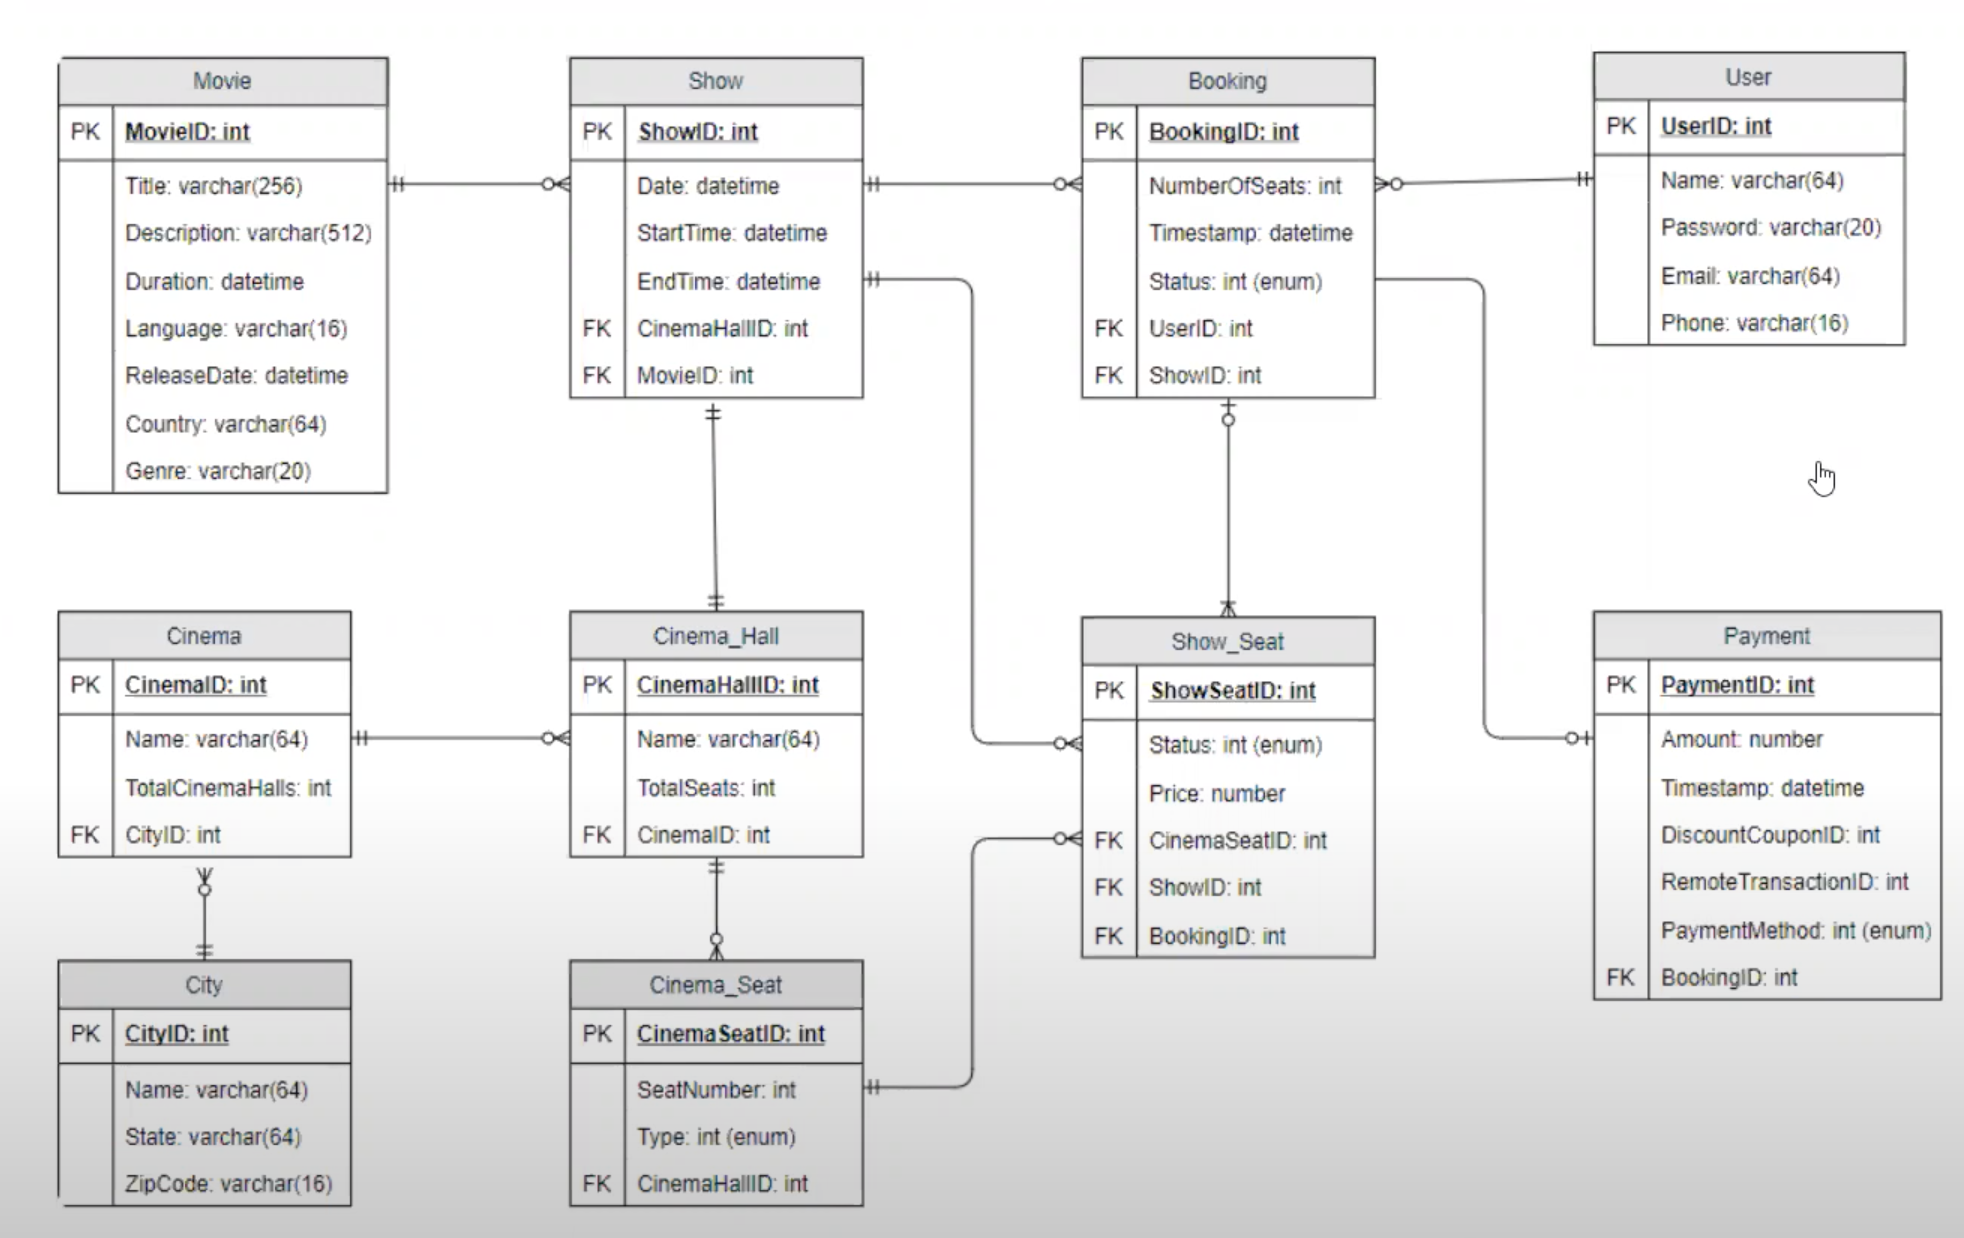 Movie
PK MovieID: int
Title: varchar(256)
Description: varchar(512)
Duration: datetime
Language: varchar(16)
ReleaseDate: datetime
Country: varchar(64)
Genre: varchar(20)
Show
PK ShowID: int
Date: datetime
StartTime: datetime
EndTime: datetime
FK CinemaHallID: int
FK MovieID: int
Booking
PK BookingID: int
NumberOfSeats: int
Timestamp: datetime
Status: int (enum)
FK UserID: int
FK ShowID: int
User
PK UserID: int
Name: varchar(64)
Password: varchar(20)
Email: varchar(64)
Phone: varchar(16)
Cinema
PK CinemaID: int
Name: varchar(64)
TotalCinemaHalls: int
FK CityID: int
Cinema_Hall
PK CinemaHallID: int
Name: varchar(64)
TotalSeats: int
FK CinemaID: int
Show_Seat
PK ShowSeatID: int
Status: int (enum)
Price: number
FK CinemaSeatID: int
FK ShowID: int
FK BookingID: int
Payment
PK PaymentID: int
Amount: number
Timestamp: datetime
DiscountCouponID: int
RemoteTransactionID: int
PaymentMethod: int (enum)
FK BookingID: int
City
PK CityID: int
Name: varchar(64)
State: varchar(64)
ZipCode: varchar(16)
Cinema_Seat
PK CinemaSeatID: int
SeatNumber: int
Type: int (enum)
FK CinemaHallID: int